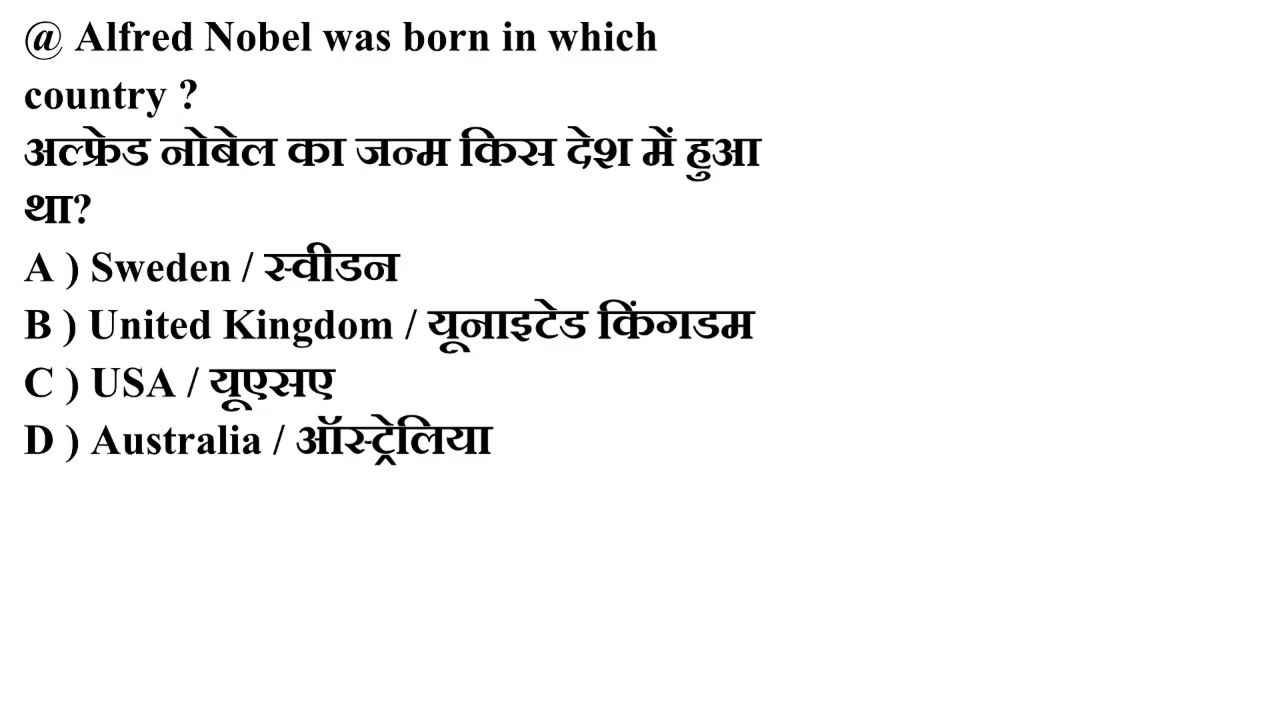 @ Alfred Nobel was born in which
country ?
अल्फ्रेड नोबेल का जन्म किस देश में हुआ
था?
A ) Sweden / स्वीडन
B ) United Kingdom / यूनाइटेड किंगडम
C ) USA / यूएसए
D ) Australia / ऑस्ट्रेलिया